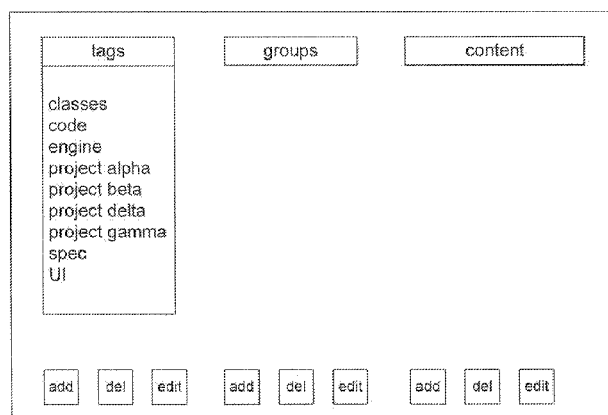 tags groups content
classes
code
engine
project alpha
project beta
project delta
project gamma
spec
UI
add del edit add del edit add del edit